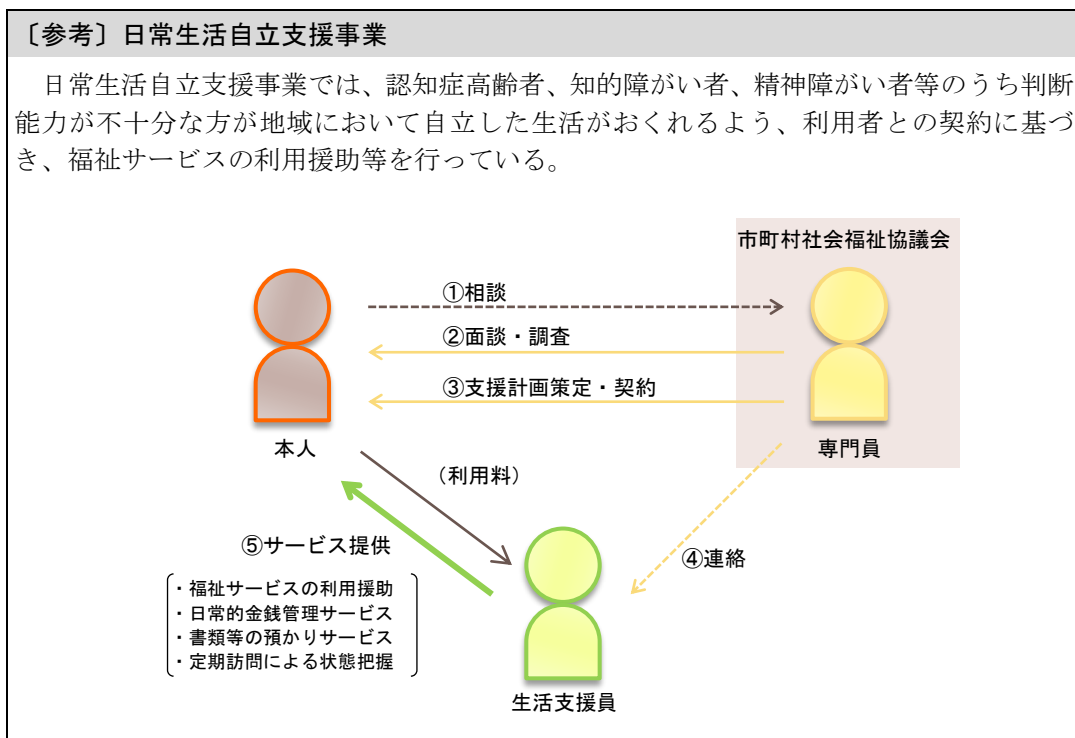 〔参考〕日常生活自立支援事業
日常生活自立支援事業では、認知症高齢者、知的障がい者、精神障がい者等のうち判断
能力が不十分な方が地域において自立した生活がおくれるよう、利用者との契約に基づ
き、福祉サービスの利用援助等を行っている。
市町村社会福祉協議会
①相談
②面談・調査
③支援計画策定・契約
本人
専門員
（利用料）
⑤サービス提供
④連絡
・福祉サービスの利用援助
・日常的金銭管理サービス
・書類等の預かりサービス
・定期訪問による状態把握
生活支援員